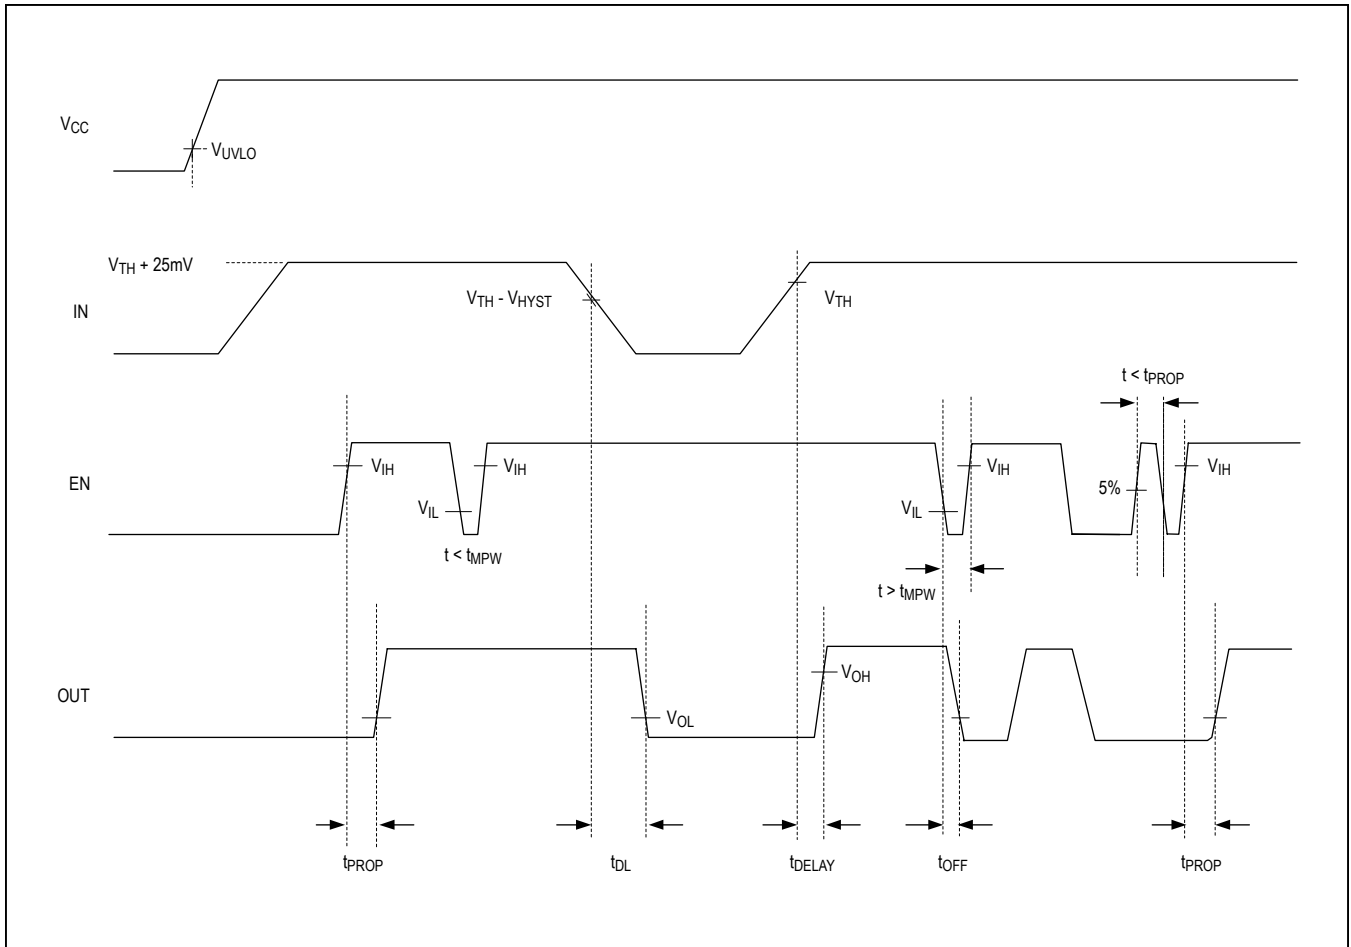 VCC
VUVLO
VTH + 25mV
IN
VTH - VHYST
VTH
t < tPROP
EN
VIH
VIH
VIL
t < tMPW
VIH
VIL
t > tMPW
5%
VIH
OUT
VOL
VOH
tPROP
tDL
tDELAY
tOFF
tPROP